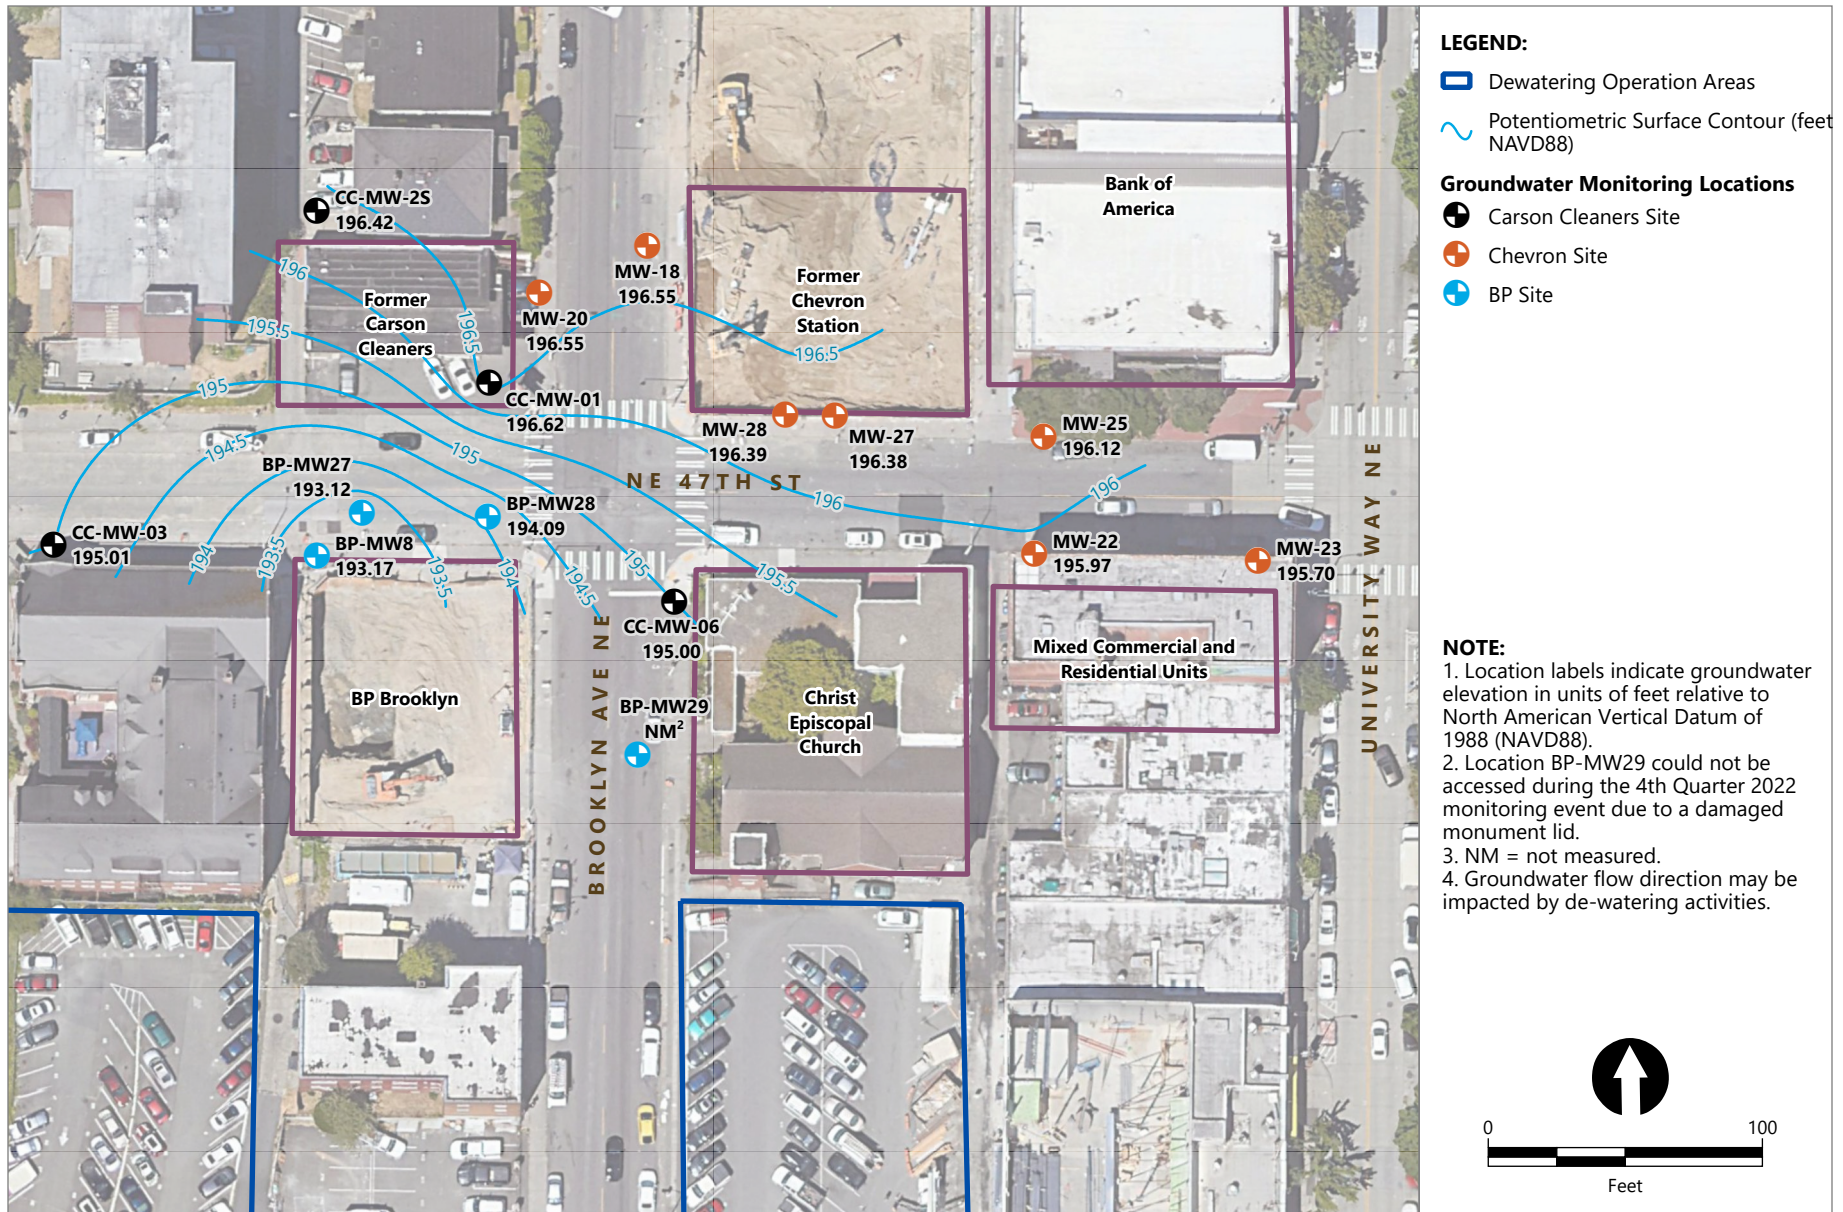 LEGEND:
Dewatering Operation Areas
Potentiometric Surface Contour (feet
NAVD88)
Groundwater Monitoring Locations
Carson Cleaners Site
Chevron Site
BP Site
NOTE:
1. Location labels indicate groundwater
elevation in units of feet relative to
North American Vertical Datum of
1988 (NAVD88).
2. Location BP-MW29 could not be
accessed during the 4th Quarter 2022
monitoring event due to a damaged
monument lid.
3. NM = not measured.
4. Groundwater flow direction may be
impacted by de-watering activities.
0
100
Feet
CC-MW-2S
196.42
Bank of
America
MW-18
196.55
196
Former
Carson
Cleaners
Former
Chevron
Station
MW-20
196.55
195.5
196.5
196.5
195
CC-MW-01
196.62
MW-28
196.39
MW-27
196.38
MW-25
196.12
194.5
195
BP-MW27
193.12
NE 47TH ST
196
196
BP-MW28
194.09
CC-MW-03
195.01
BP-MW8
193.17
194
193.5
193.5
194
194.5
195
195.5
MW-22
195.97
MW-23
195.70
CC-MW-06
195.00
Mixed Commercial and
Residential Units
BP Brooklyn
BP-MW29
NM²
Christ
Episcopal
Church
BROOKLYN AVE NE
UNIVERSITY WAY NE